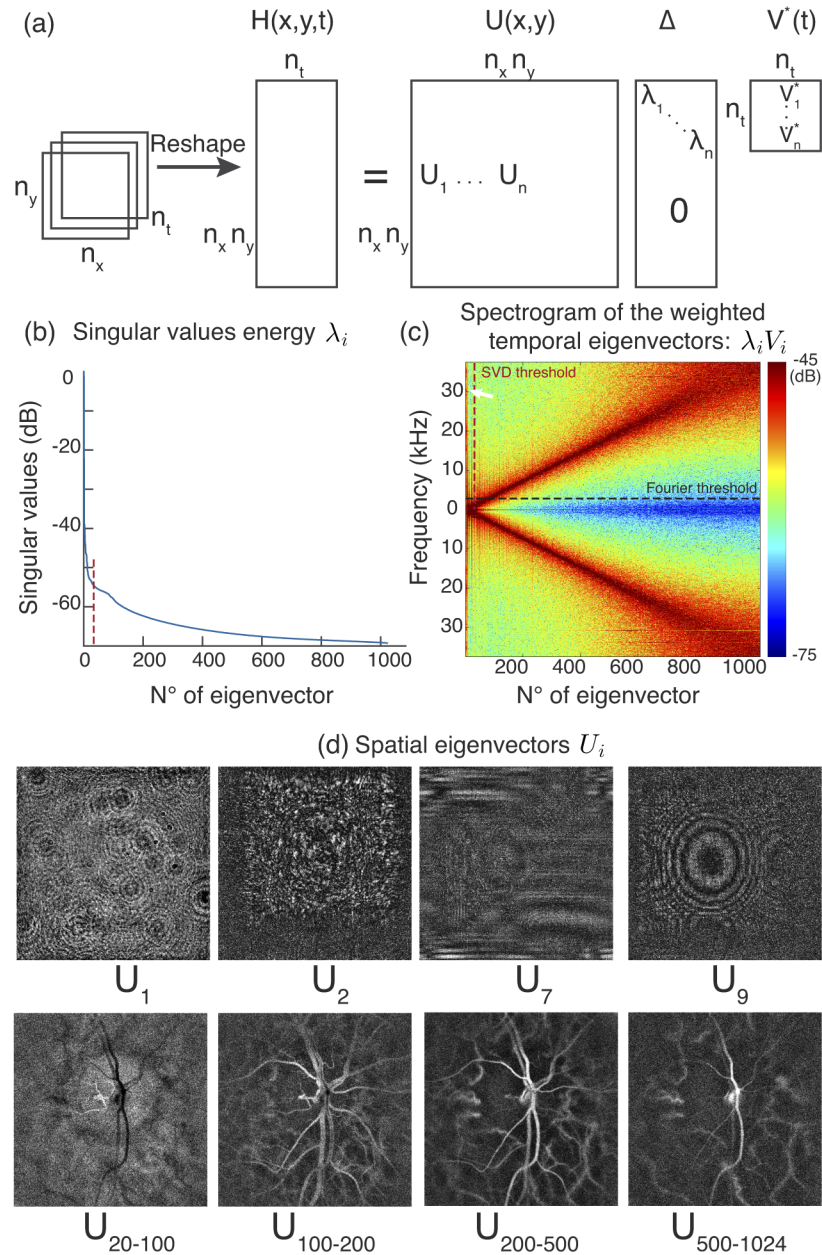 (a)
H(x,y,t)
U(x,y)
Δ
V*(t)
n_t
n_x n_y
n_t
Reshape
n_y
n_x
n_t
n_x n_y
=
n_x n_y
U_1 ... U_n
λ_1
⋱
λ_n
0
n_t
V*_1
:
V*_n
(b) Singular values energy λ_i
0
-20
-40
-60
Singular values (dB)
0 200 400 600 800 1000
N° of eigenvector
(c) Spectrogram of the weighted
temporal eigenvectors: λ_i V_i
SVD threshold
Fourier threshold
30
20
10
0
10
20
30
Frequency (kHz)
200 400 600 800 1000
N° of eigenvector
-45
(dB)
-75
(d) Spatial eigenvectors U_i
U_1
U_2
U_7
U_9
U_20-100
U_100-200
U_200-500
U_500-1024